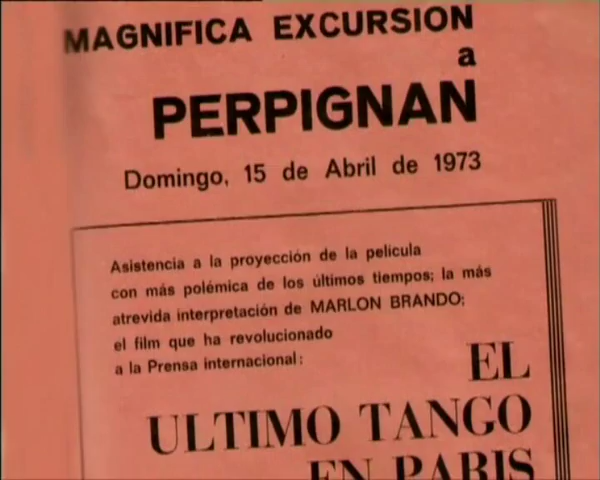 MAGNIFICA EXCURSION
a
PERPIGNAN
Domingo, 15 de Abril de 1973
Asistencia a la proyección de la pelicula
con más polémica de los últimos tiempos; la más
atrevida interpretación de MARLON BRANDO;
el film que ha revolucionado
a la Prensa internacional:
EL
ULTIMO TANGO
EN PARIS